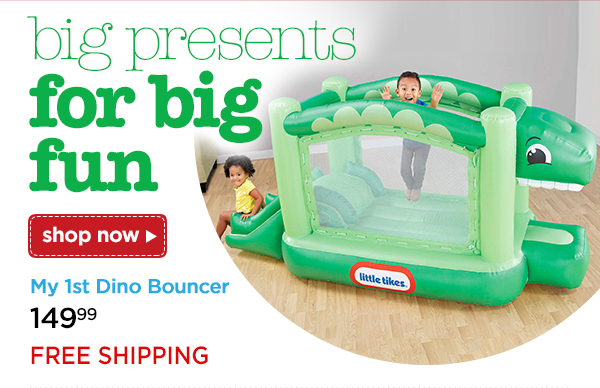 big presents
for big
fun
shop now
My 1st Dino Bouncer
149⁹⁹
FREE SHIPPING
little tikes